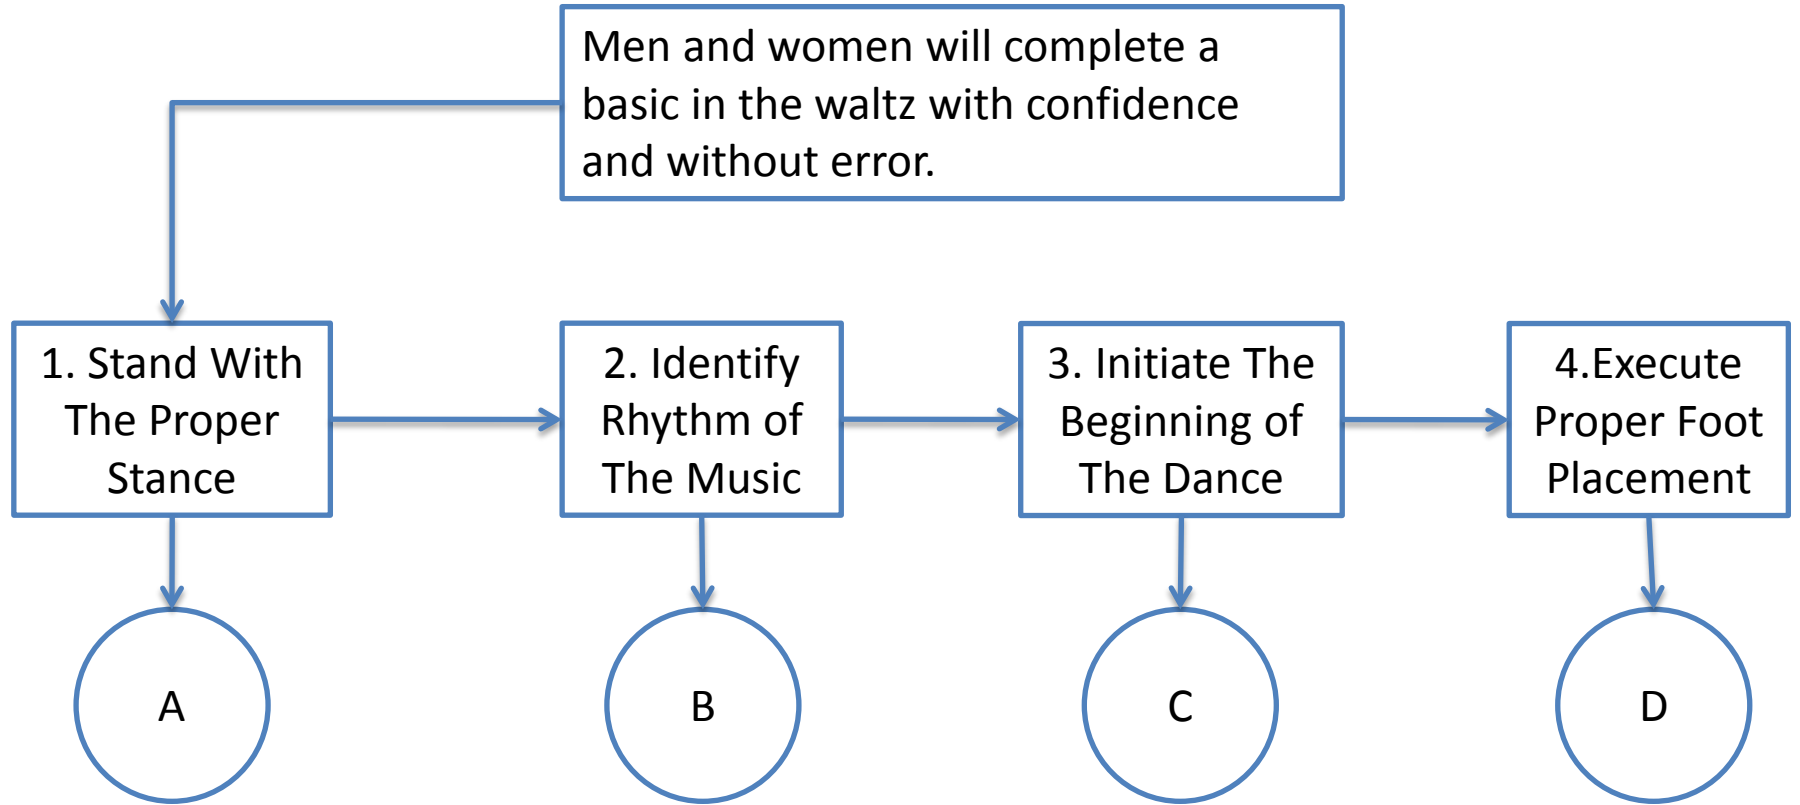 Men and women will complete a
basic in the waltz with confidence
and without error.
1. Stand With
The Proper
Stance
2. Identify
Rhythm of
The Music
3. Initiate The
Beginning of
The Dance
4.Execute
Proper Foot
Placement
A
B
C
D